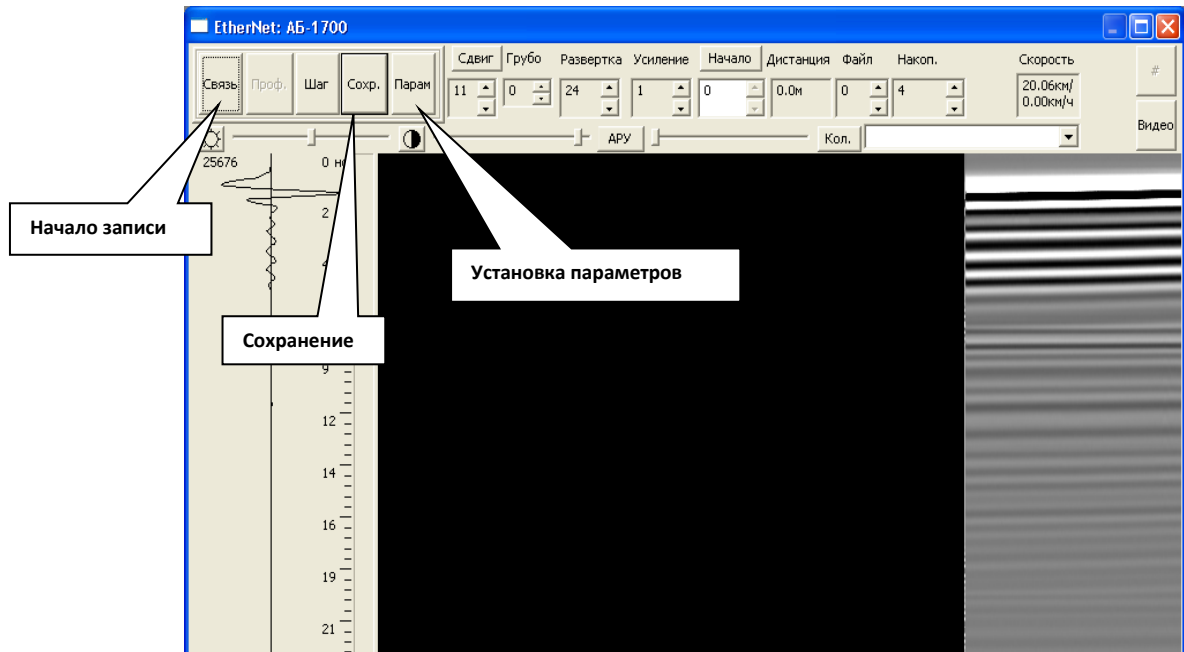 EtherNet: АБ-1700
Сдвиг Грубо Развертка Усиление Начало Дистанция Файл Накоп. Скорость
Связь Проф. Шаг Сохр. Парам
11 0 24 1 0 0.0м 0 4 20.06км/
0.00км/ч
#
Видео
АРУ Кол.
25676 0 нс
2
4
9
12
14
16
19
21
Начало записи
Установка параметров
Сохранение